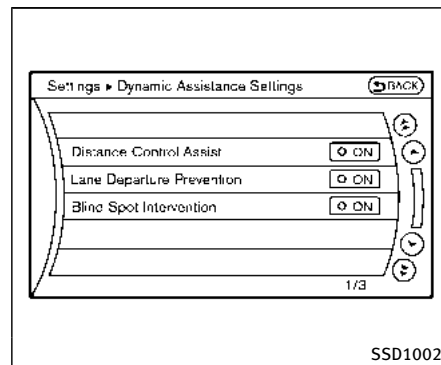 Settings ▸ Dynamic Assistance Settings BACK
Distance Control Assist ON
Lane Departure Prevention ON
Blind Spot Intervention ON
1/3
SSD1002